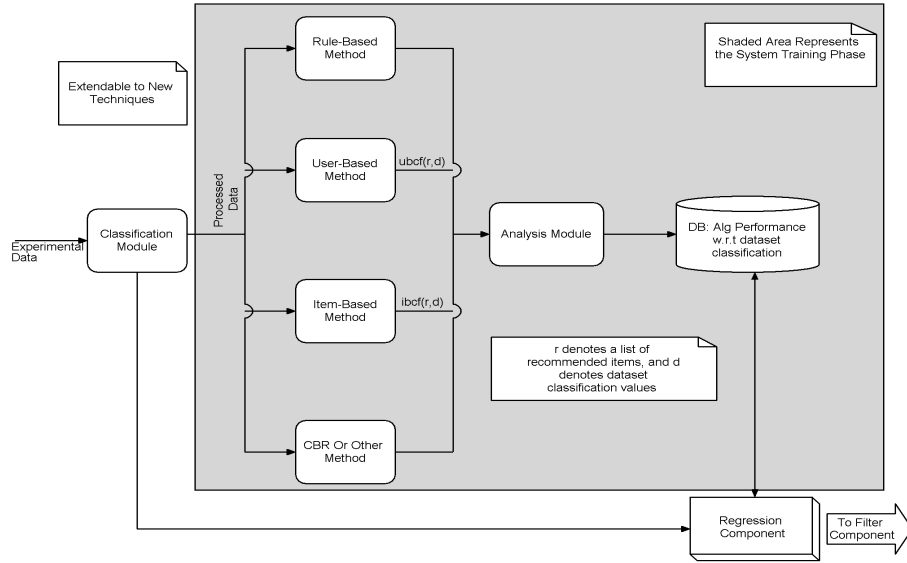 Rule-Based
Method
Shaded Area Represents
the System Training Phase
Extendable to New
Techniques
User-Based
Method
ubcf(r,d)
Processed
Data
Classification
Module
Experimental
Data
Analysis Module
DB: Alg Performance
w.r.t dataset
classification
Item-Based
Method
ibcf(r,d)
r denotes a list of
recommended items, and d
denotes dataset
classification values
CBR Or Other
Method
Regression
Component
To Filter
Component